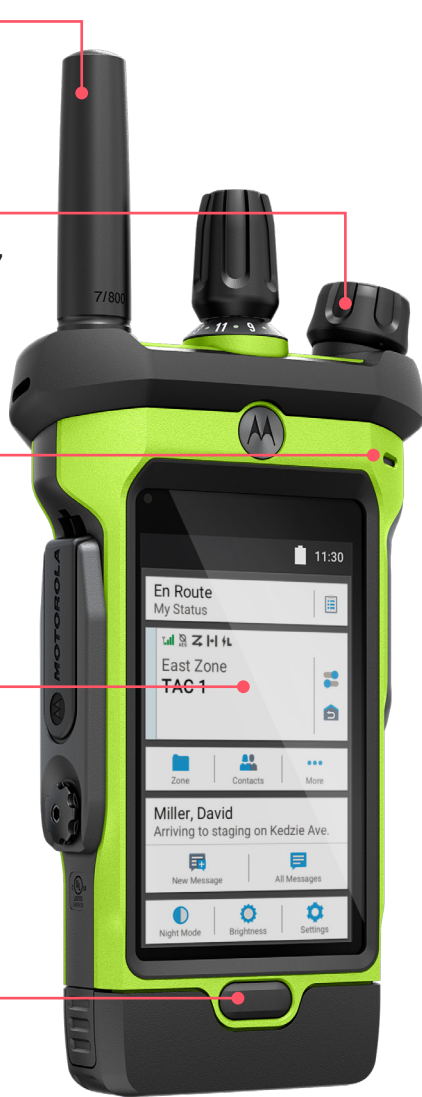 7/800
11 • 9
MOTOROLA
11:30
En Route
My Status
East Zone
TAC 1
Zone
Contacts
More
Miller, David
Arriving to staging on Kedzie Ave.
New Message
All Messages
Night Mode
Brightness
Settings